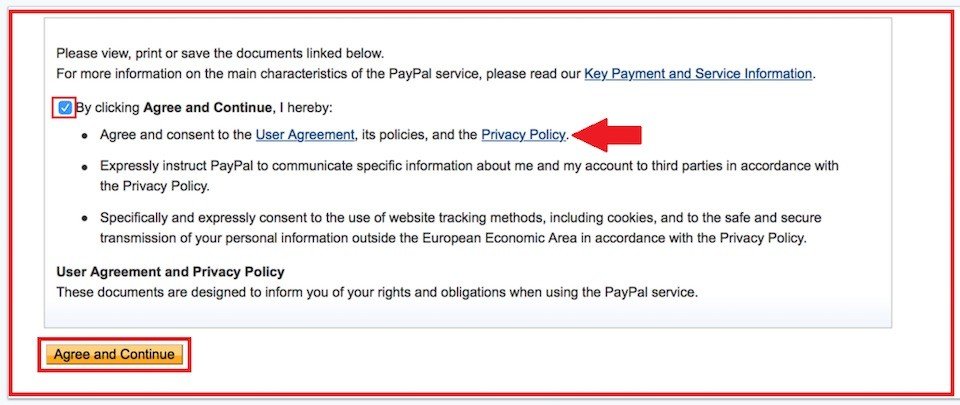 Please view, print or save the documents linked below.
For more information on the main characteristics of the PayPal service, please read our Key Payment and Service Information.
By clicking Agree and Continue, I hereby:
• Agree and consent to the User Agreement, its policies, and the Privacy Policy.
• Expressly instruct PayPal to communicate specific information about me and my account to third parties in accordance with
the Privacy Policy.
• Specifically and expressly consent to the use of website tracking methods, including cookies, and to the safe and secure
transmission of your personal information outside the European Economic Area in accordance with the Privacy Policy.
User Agreement and Privacy Policy
These documents are designed to inform you of your rights and obligations when using the PayPal service.
Agree and Continue